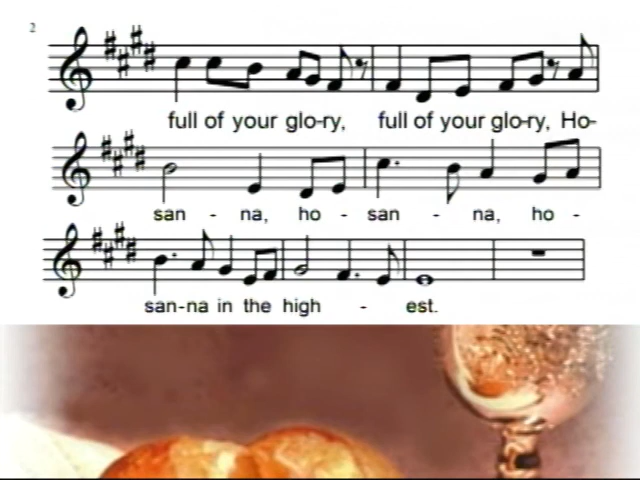 2
full of your glo-ry, full of your glo-ry, Ho-
san - na, ho - san - na, ho -
san-na in the high - est.